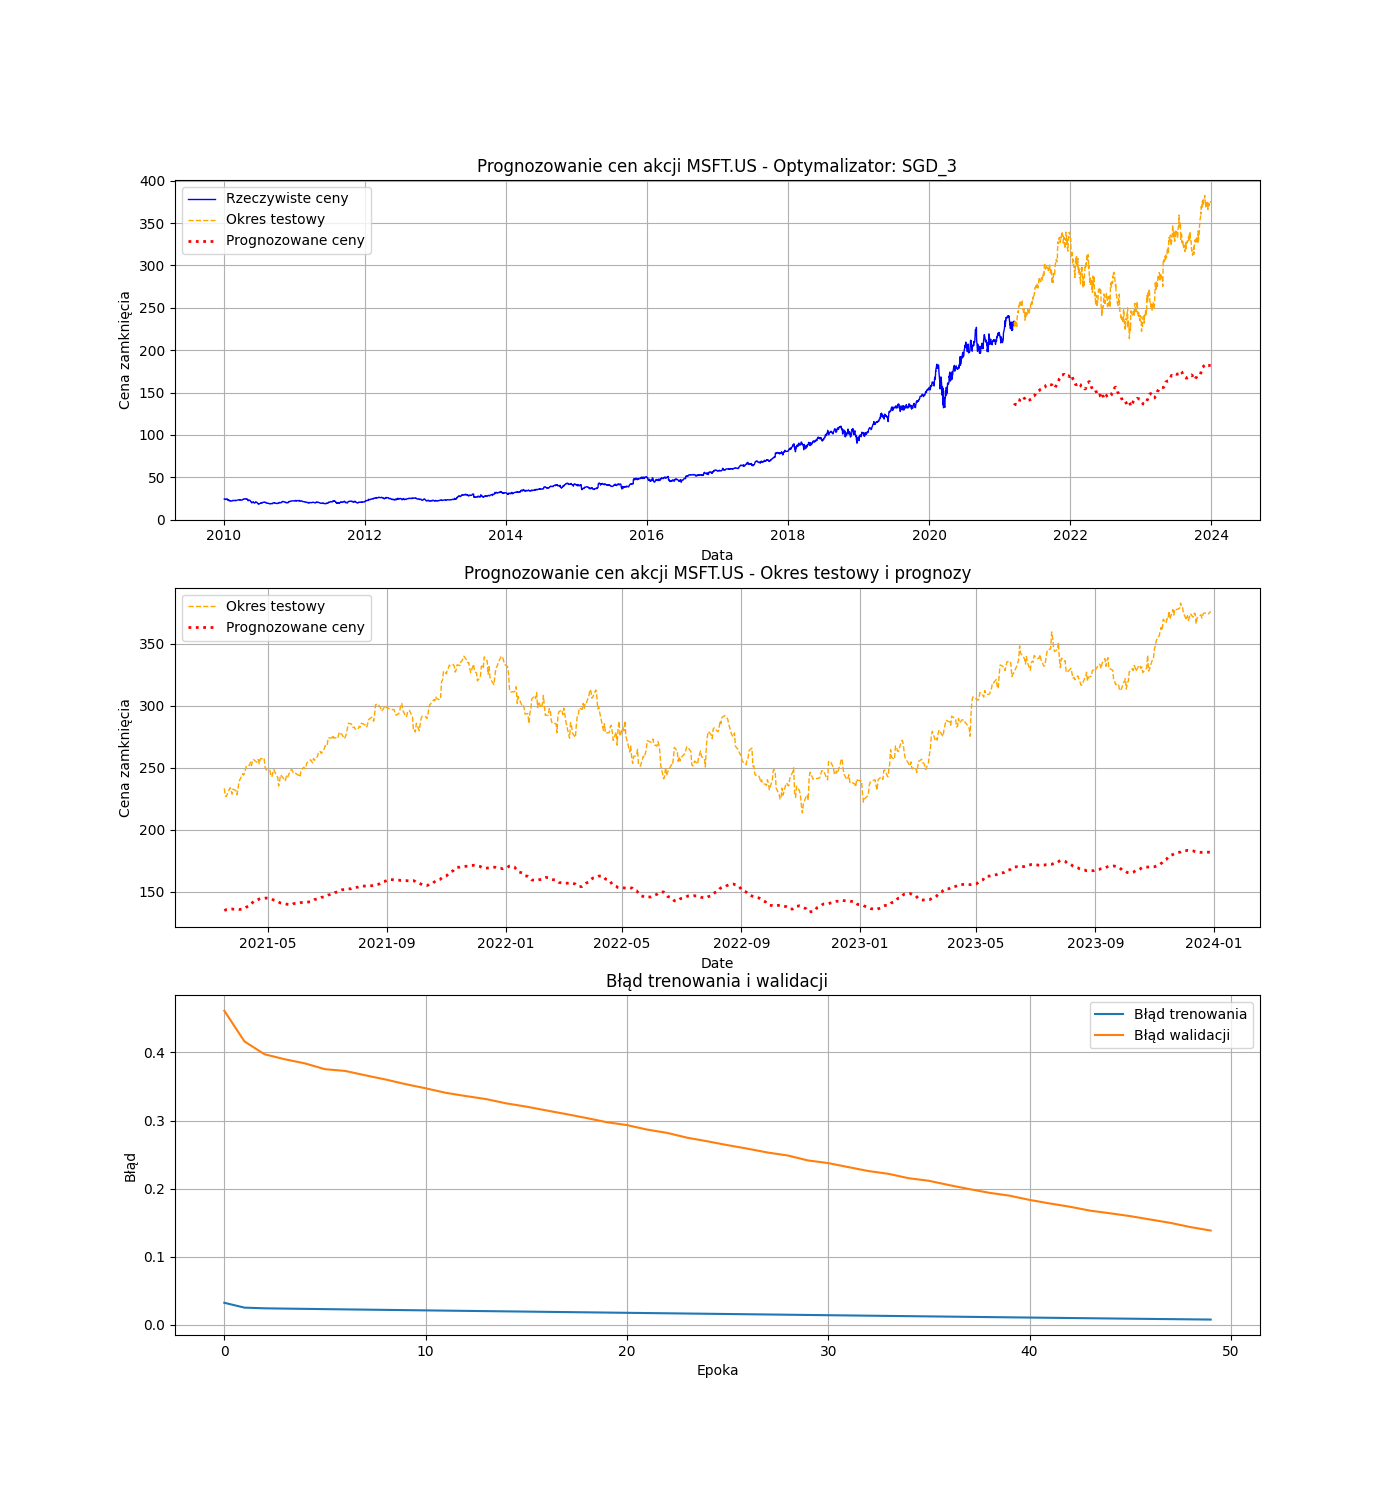 Prognozowanie cen akcji MSFT.US - Optymalizator: SGD_3
400
350
300
250
200
150
100
50
0
Cena zamknięcia
Rzeczywiste ceny
Okres testowy
Prognozowane ceny
2010 2012 2014 2016 2018 2020 2022 2024
Data
Prognozowanie cen akcji MSFT.US - Okres testowy i prognozy
350
300
250
200
150
Cena zamknięcia
Okres testowy
Prognozowane ceny
2021-05 2021-09 2022-01 2022-05 2022-09 2023-01 2023-05 2023-09 2024-01
Date
Błąd trenowania i walidacji
0.4
0.3
0.2
0.1
0.0
Błąd
Błąd trenowania
Błąd walidacji
0 10 20 30 40 50
Epoka